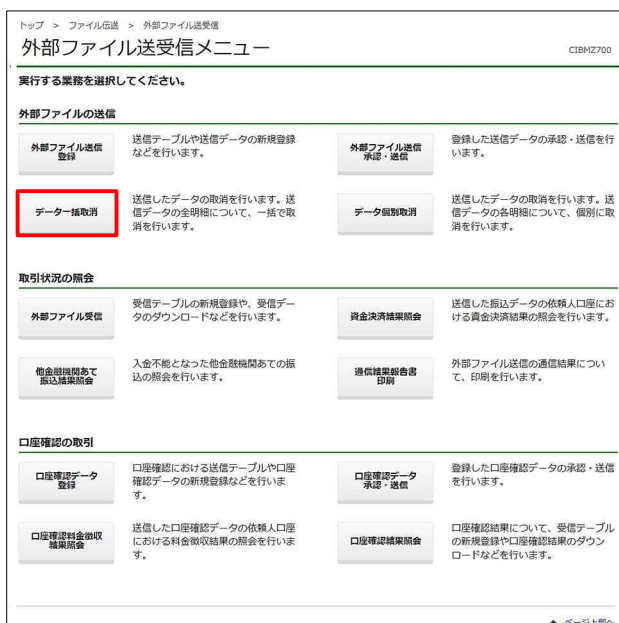 トップ > ファイル伝送 > 外部ファイル送受信
外部ファイル送受信メニュー
CIBMZ700
実行する業務を選択してください。
外部ファイルの送信
外部ファイル送信
登録
送信テーブルや送信データの新規登録
などを行います。
外部ファイル送信
承認・送信
登録した送信データの承認・送信を行
います。
データ一括取消
送信したデータの取消を行います。送
信データの全明細について、一括で取
消を行います。
データ個別取消
送信したデータの取消を行います。送
信データの各明細について、個別に取
消を行います。
取引状況の照会
外部ファイル受信
受信テーブルの新規登録や、受信デー
タのダウンロードなどを行います。
資金決済結果照会
送信した振込データの依頼人口座にお
ける資金決済結果の照会を行います。
他金融機関あて
振込結果照会
入金不能となった他金融機関あての振
込の照会を行います。
通信結果報告書
印刷
外部ファイル送信の通信結果につい
て、印刷を行います。
口座確認の取引
口座確認データ
登録
口座確認における送信テーブルや口座
確認データの新規登録などを行いま
す。
口座確認データ
承認・送信
登録した口座確認データの承認・送信
を行います。
口座確認料金徴収
結果照会
送信した口座確認データの依頼人口座
における料金徴収結果の照会を行いま
す。
口座確認結果照会
口座確認結果について、受信テーブル
の新規登録や口座確認結果のダウン
ロードなどを行います。
ページ上部へ